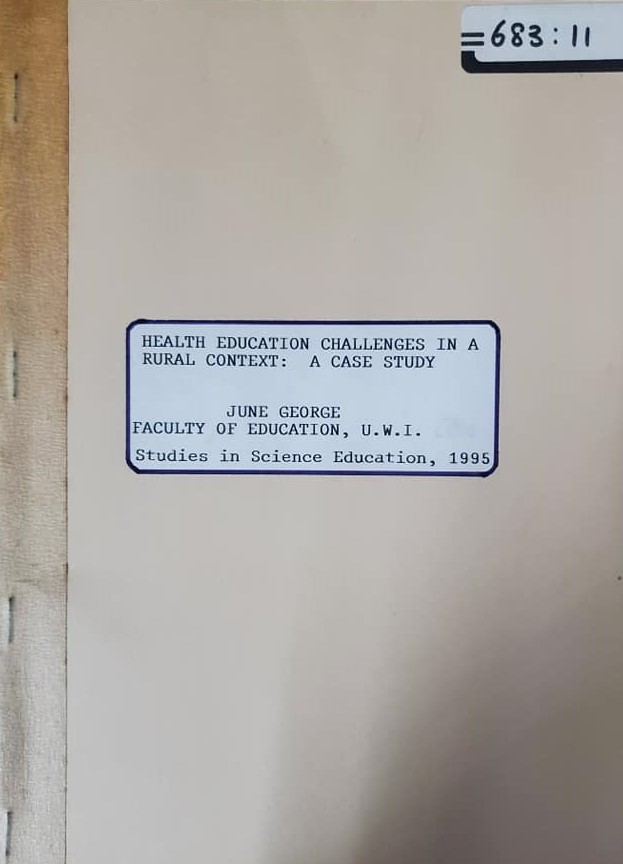 =683:11
HEALTH EDUCATION CHALLENGES IN A
RURAL CONTEXT: A CASE STUDY
JUNE GEORGE
FACULTY OF EDUCATION, U.W.I.
Studies in Science Education, 1995